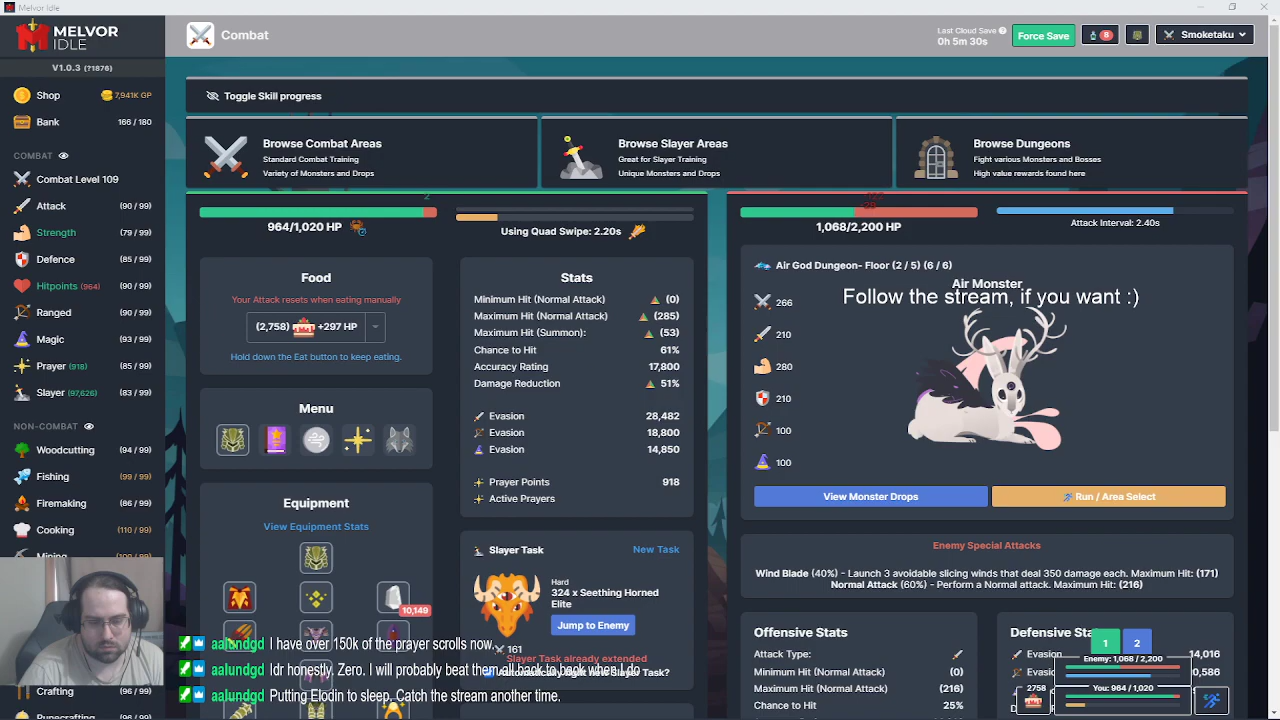 Melvor Idle
MELVOR
IDLE
Combat
Last Cloud Save
0h 5m 30s
Force Save
8
Smoketaku
V1.0.3 (?1876)
Shop
7,941K GP
Bank
166 / 180
COMBAT
Combat Level 109
Attack
(90 / 99)
Strength
(79 / 99)
Defence
(85 / 99)
Hitpoints (964)
(90 / 99)
Ranged
(90 / 99)
Magic
(90 / 99)
Prayer (918)
(85 / 99)
Slayer (97,626)
(83 / 99)
NON-COMBAT
Woodcutting
(94 / 99)
Fishing
(99 / 99)
Firemaking
(86 / 99)
Cooking
(110 / 99)
Crafting
(96 / 99)
Toggle Skill progress
Browse Combat Areas
Standard Combat Training
Variety of Monsters and Drops
Browse Slayer Areas
Great for Slayer Training
Unique Monsters and Drops
Browse Dungeons
Fight various Monsters and Bosses
High value rewards found here
2
964/1,020 HP
Using Quad Swipe: 2.20s
Food
Your Attack resets when eating manually
(2,758) +297 HP
Hold down the Eat button to keep eating.
Menu
Equipment
View Equipment Stats
10,149
Stats
Minimum Hit (Normal Attack)
(0)
Maximum Hit (Normal Attack)
(285)
Maximum Hit (Summon):
(53)
Chance to Hit
61%
Accuracy Rating
17,800
Damage Reduction
51%
Evasion
28,482
Evasion
18,800
Evasion
14,850
Prayer Points
918
Active Prayers
Slayer Task
New Task
Hard
324 x Seething Horned
Elite
Jump to Enemy
161
Slayer Task already extended
1,068/2,200 HP
Attack Interval: 2.40s
Air God Dungeon- Floor (2 / 5) (6 / 6)
Air Monster
Follow the stream, if you want :)
266
210
280
210
100
100
View Monster Drops
Run / Area Select
Enemy Special Attacks
Wind Blade (40%) - Launch 3 avoidable slicing winds that deal 350 damage each. Maximum Hit: (171)
Normal Attack (60%) - Perform a Normal attack. Maximum Hit: (216)
Offensive Stats
Attack Type:
Minimum Hit (Normal Attack)
(0)
Maximum Hit (Normal Attack)
(216)
Chance to Hit
25%
Evasion
14,016
1
2
Enemy: 1,068 / 2,200
2758
You: 964 / 1,020
aalundgd I have over 150k of the prayer scrolls now.
aalundgd Idr honestly. Zero. I will probably beat them all back to back when I do
aalundgd Putting Elodin to sleep. Catch the stream another time.